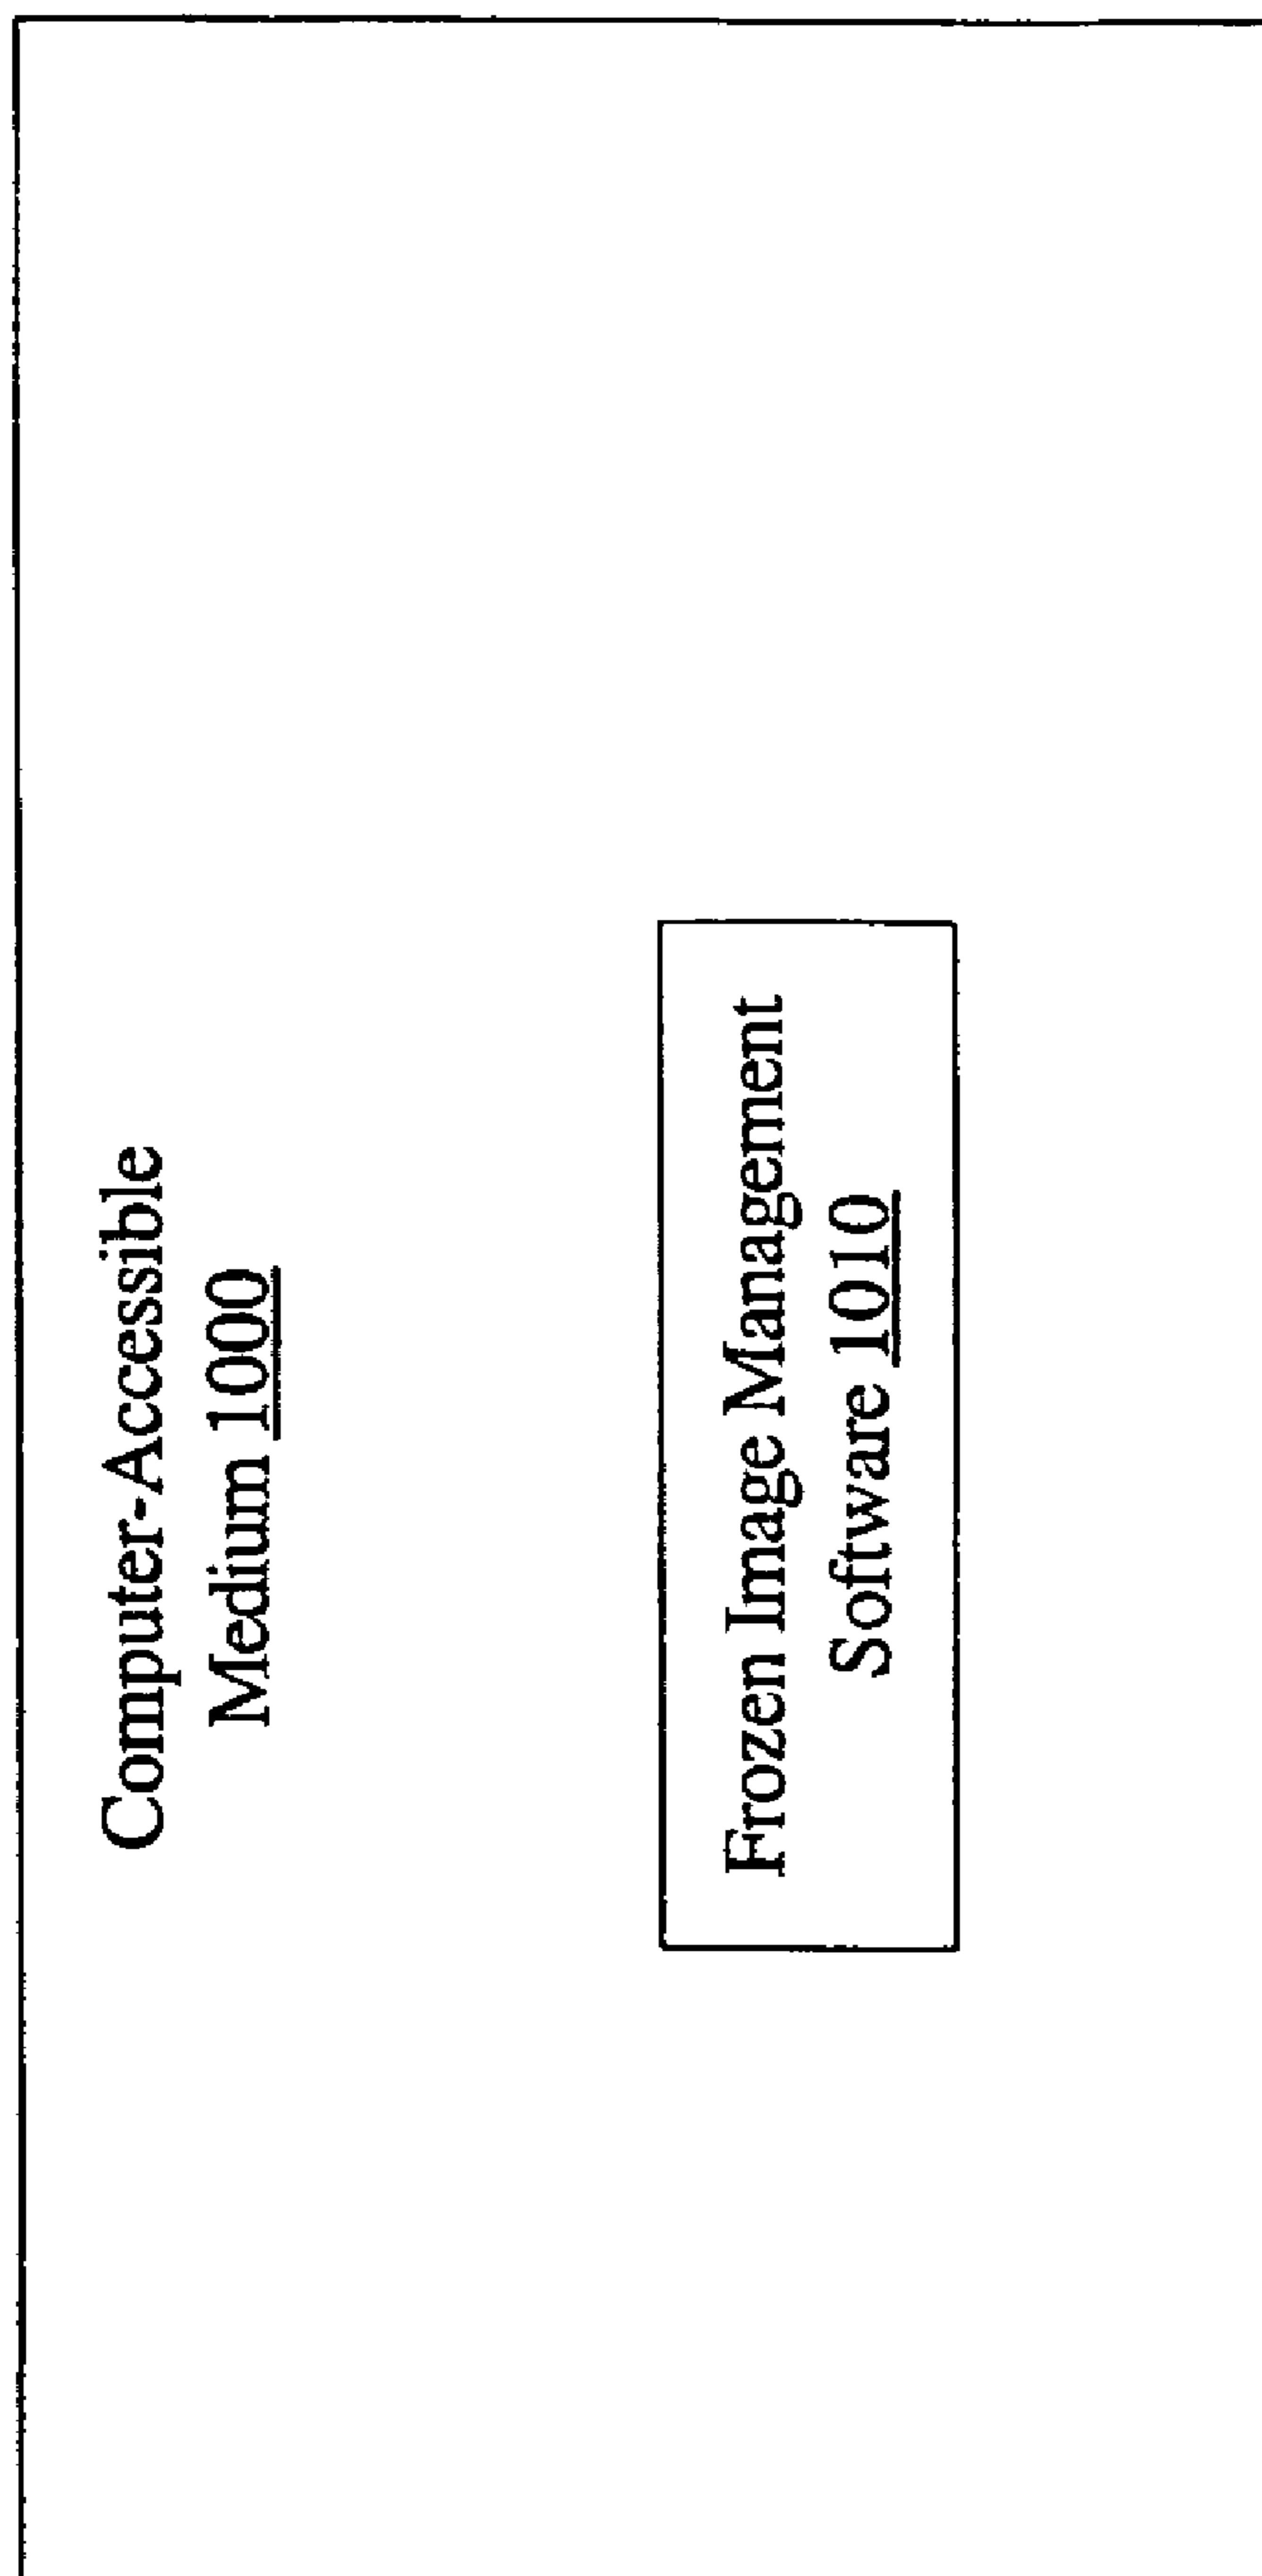 Computer-Accessible
Medium 1000
Frozen Image Management
Software 1010